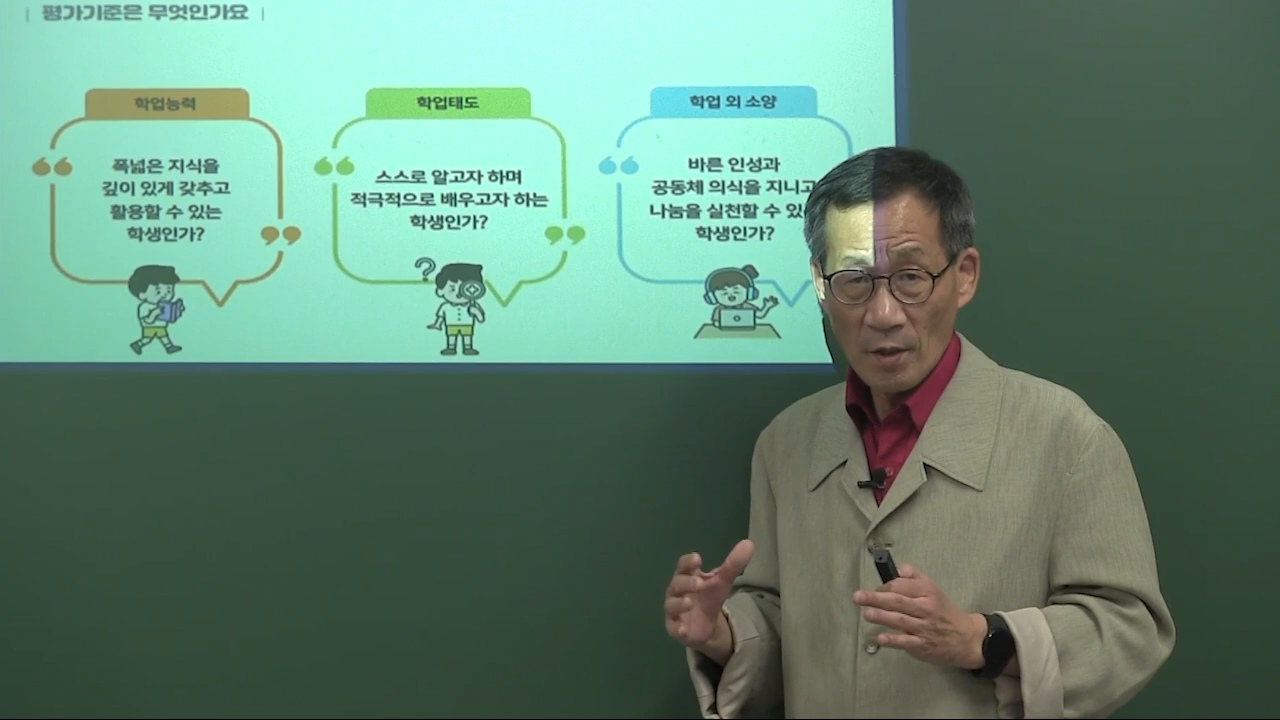 평가기준은 무엇인가요
학업능력
폭넓은 지식을
깊이 있게 갖추고
활용할 수 있는
학생인가?
학업태도
스스로 알고자 하며
적극적으로 배우고자 하는
학생인가?
학업 외 소양
바른 인성과
공동체 의식을 지니고
나눔을 실천할 수
학생인가?